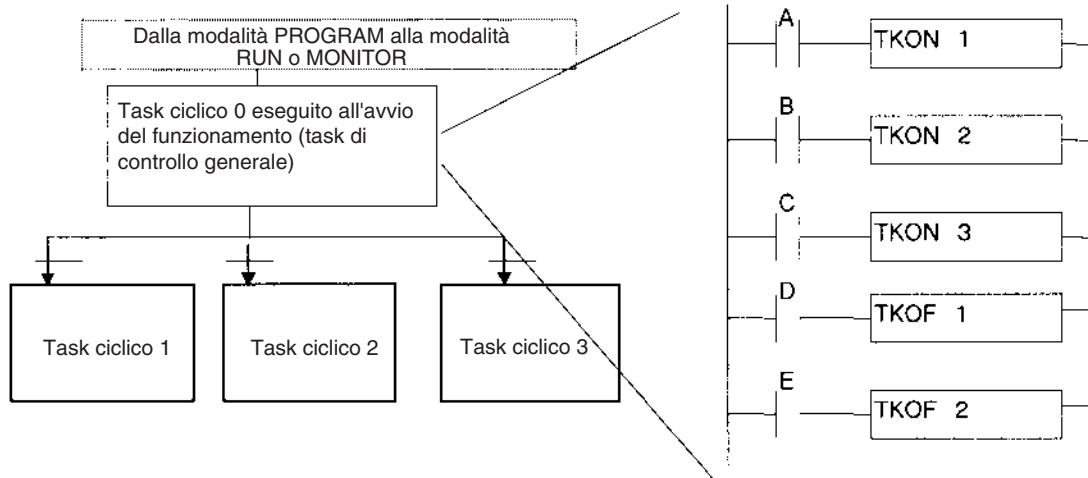 Dalla modalità PROGRAM alla modalità
RUN o MONITOR
Task ciclico 0 eseguito all'avvio
del funzionamento (task di
controllo generale)
Task ciclico 1
Task ciclico 2
Task ciclico 3
A
TKON 1
B
TKON 2
C
TKON 3
D
TKOF 1
E
TKOF 2